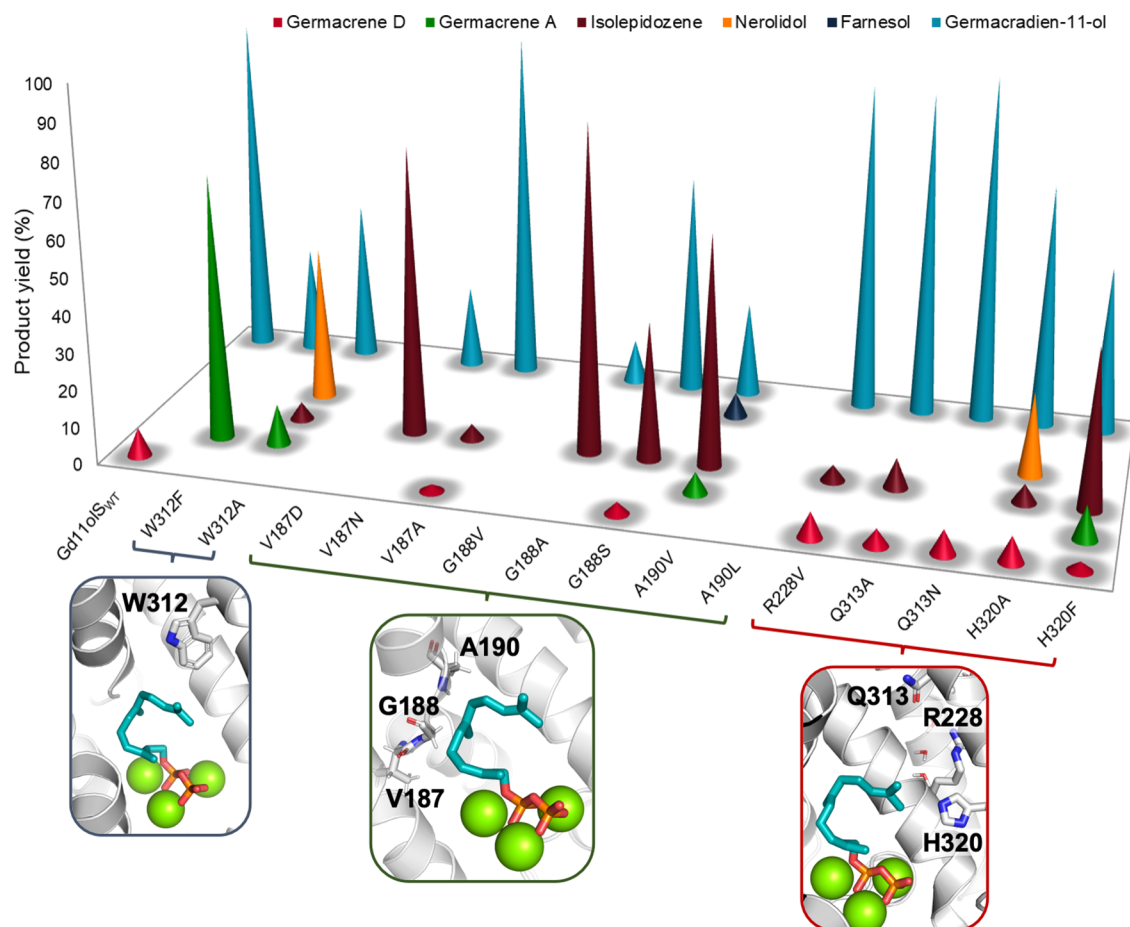 Germacrene D Germacrene A Isolepidozene Nerolidol Farnesol Germacradien-11-ol
Product yield (%)
100
90
80
70
60
50
40
30
20
10
0
Gd11olSWT
W312F
W312A
V187D
V187N
V187A
G188V
G188A
G188S
A190V
A190L
R228V
Q313A
Q313N
H320A
H320F
W312
A190
G188
V187
Q313
R228
H320